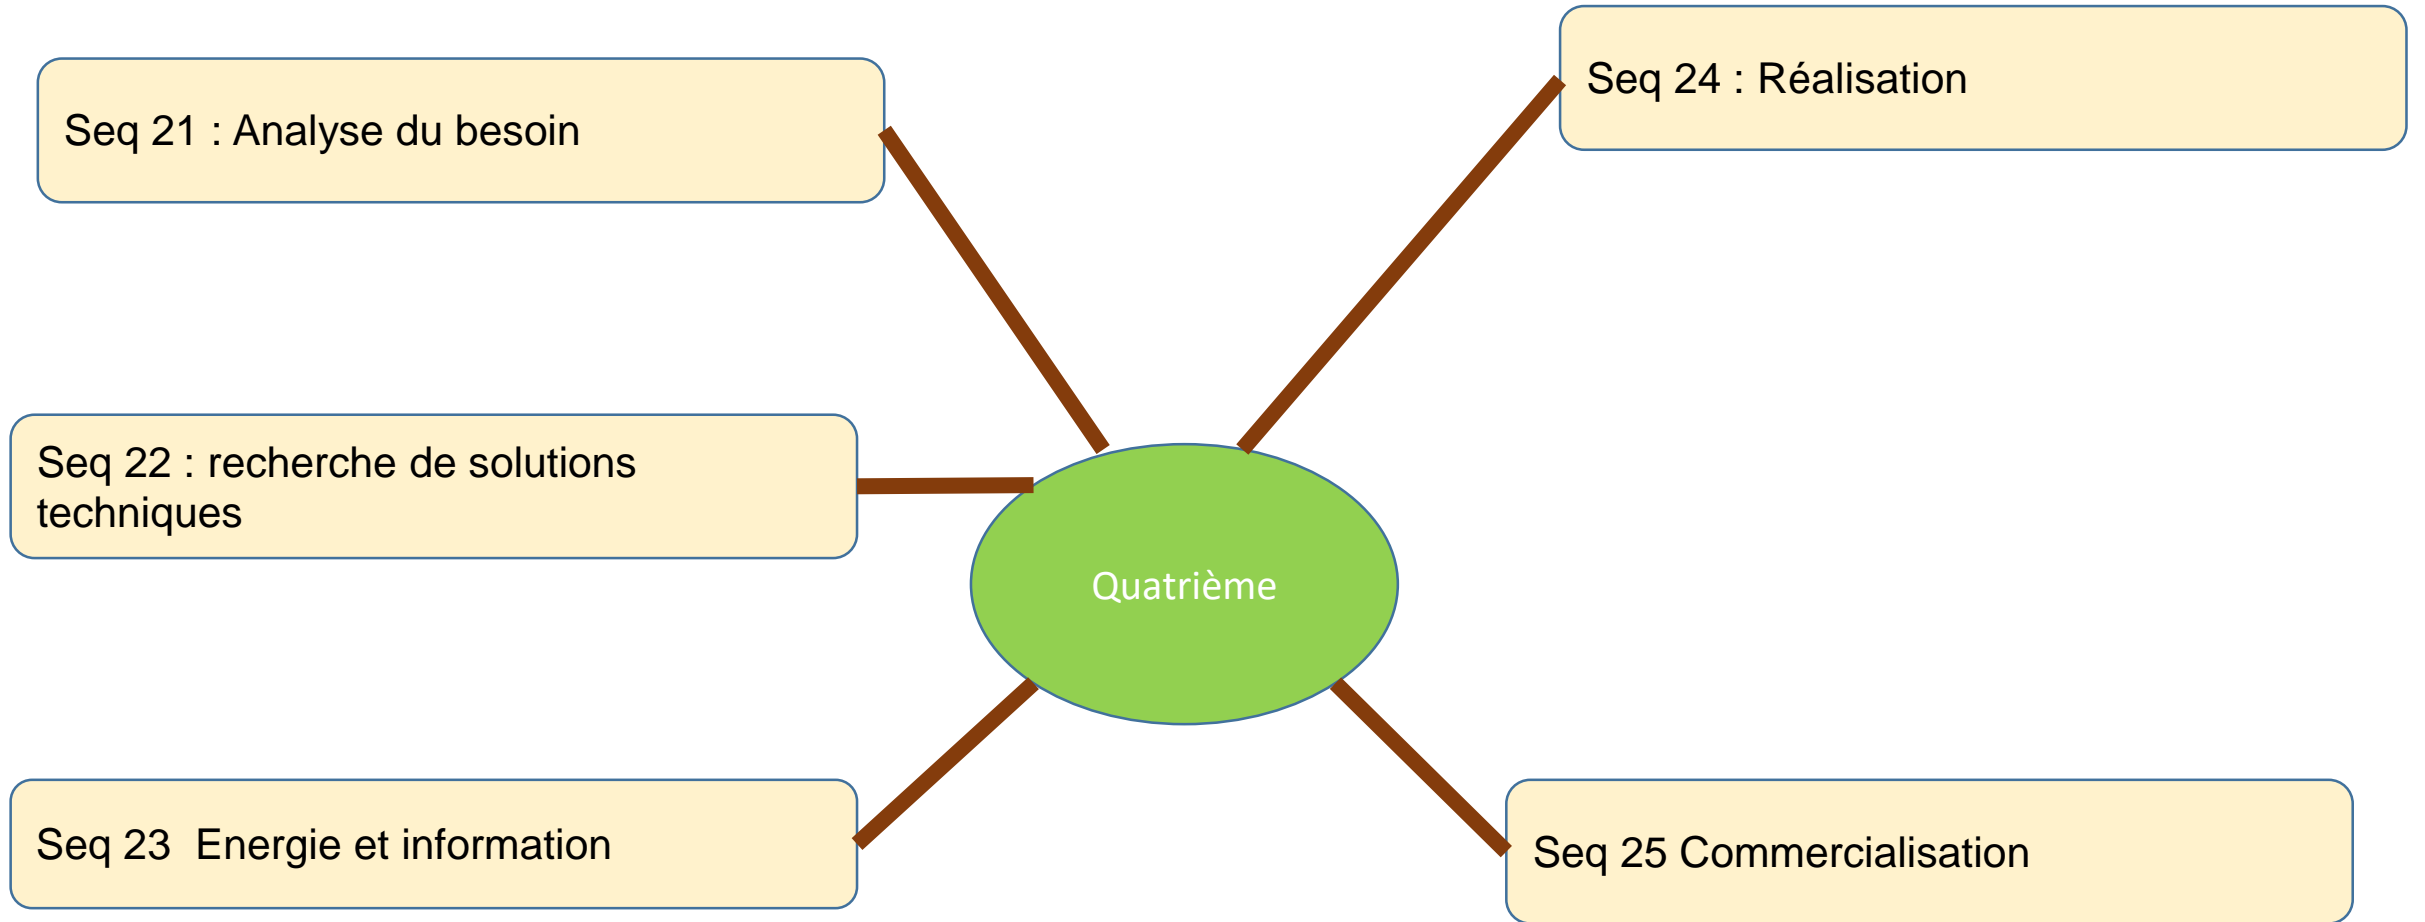 Seq 21 : Analyse du besoin
Seq 22 : recherche de solutions
techniques
Seq 23  Energie et information
Quatrième
Seq 24 : Réalisation
Seq 25 Commercialisation